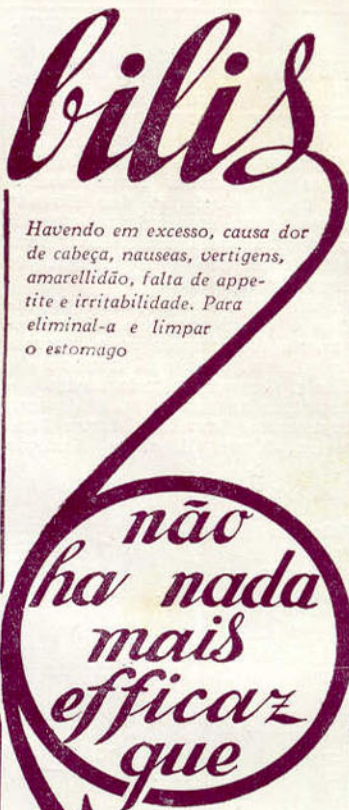 bilis
Havendo em excesso, causa dor
de cabeça, nauseas, vertigens,
amarellidão, falta de appe-
tite e irritabilidade. Para
eliminal-a e limpar
o estomago
não
ha nada
mais
efficaz
que